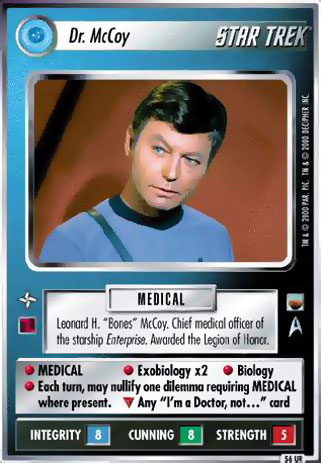 Dr. McCoy
STAR TREK
TM & © 2000 PAR. PIC. TM & © 2000 DECIPHER INC.
MEDICAL
Leonard H. "Bones" McCoy. Chief medical officer of
the starship Enterprise. Awarded the Legion of Honor.
MEDICAL Exobiology x2 Biology
Each turn, may nullify one dilemma requiring MEDICAL
where present. Any "I'm a Doctor, not…" card
INTEGRITY 8 CUNNING 8 STRENGTH 5
56 UR